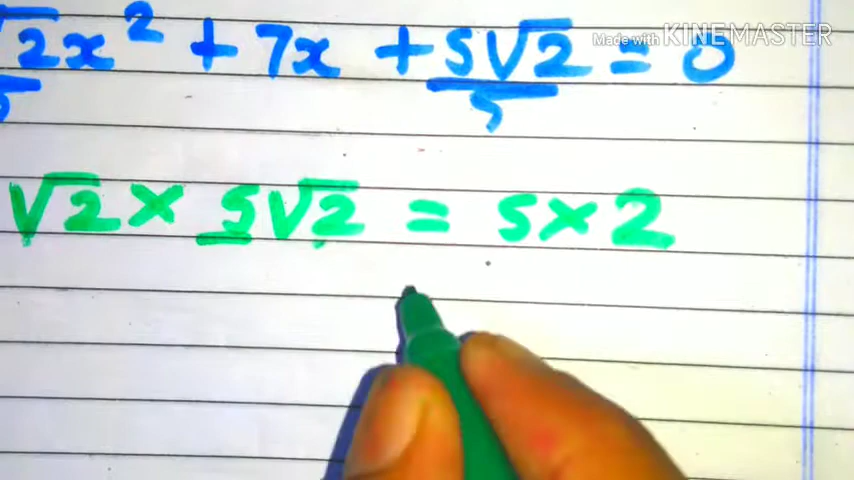 Made with KINEMASTER
√2x² + 7x + 5√2 = 0
√2 × 5√2 = 5×2